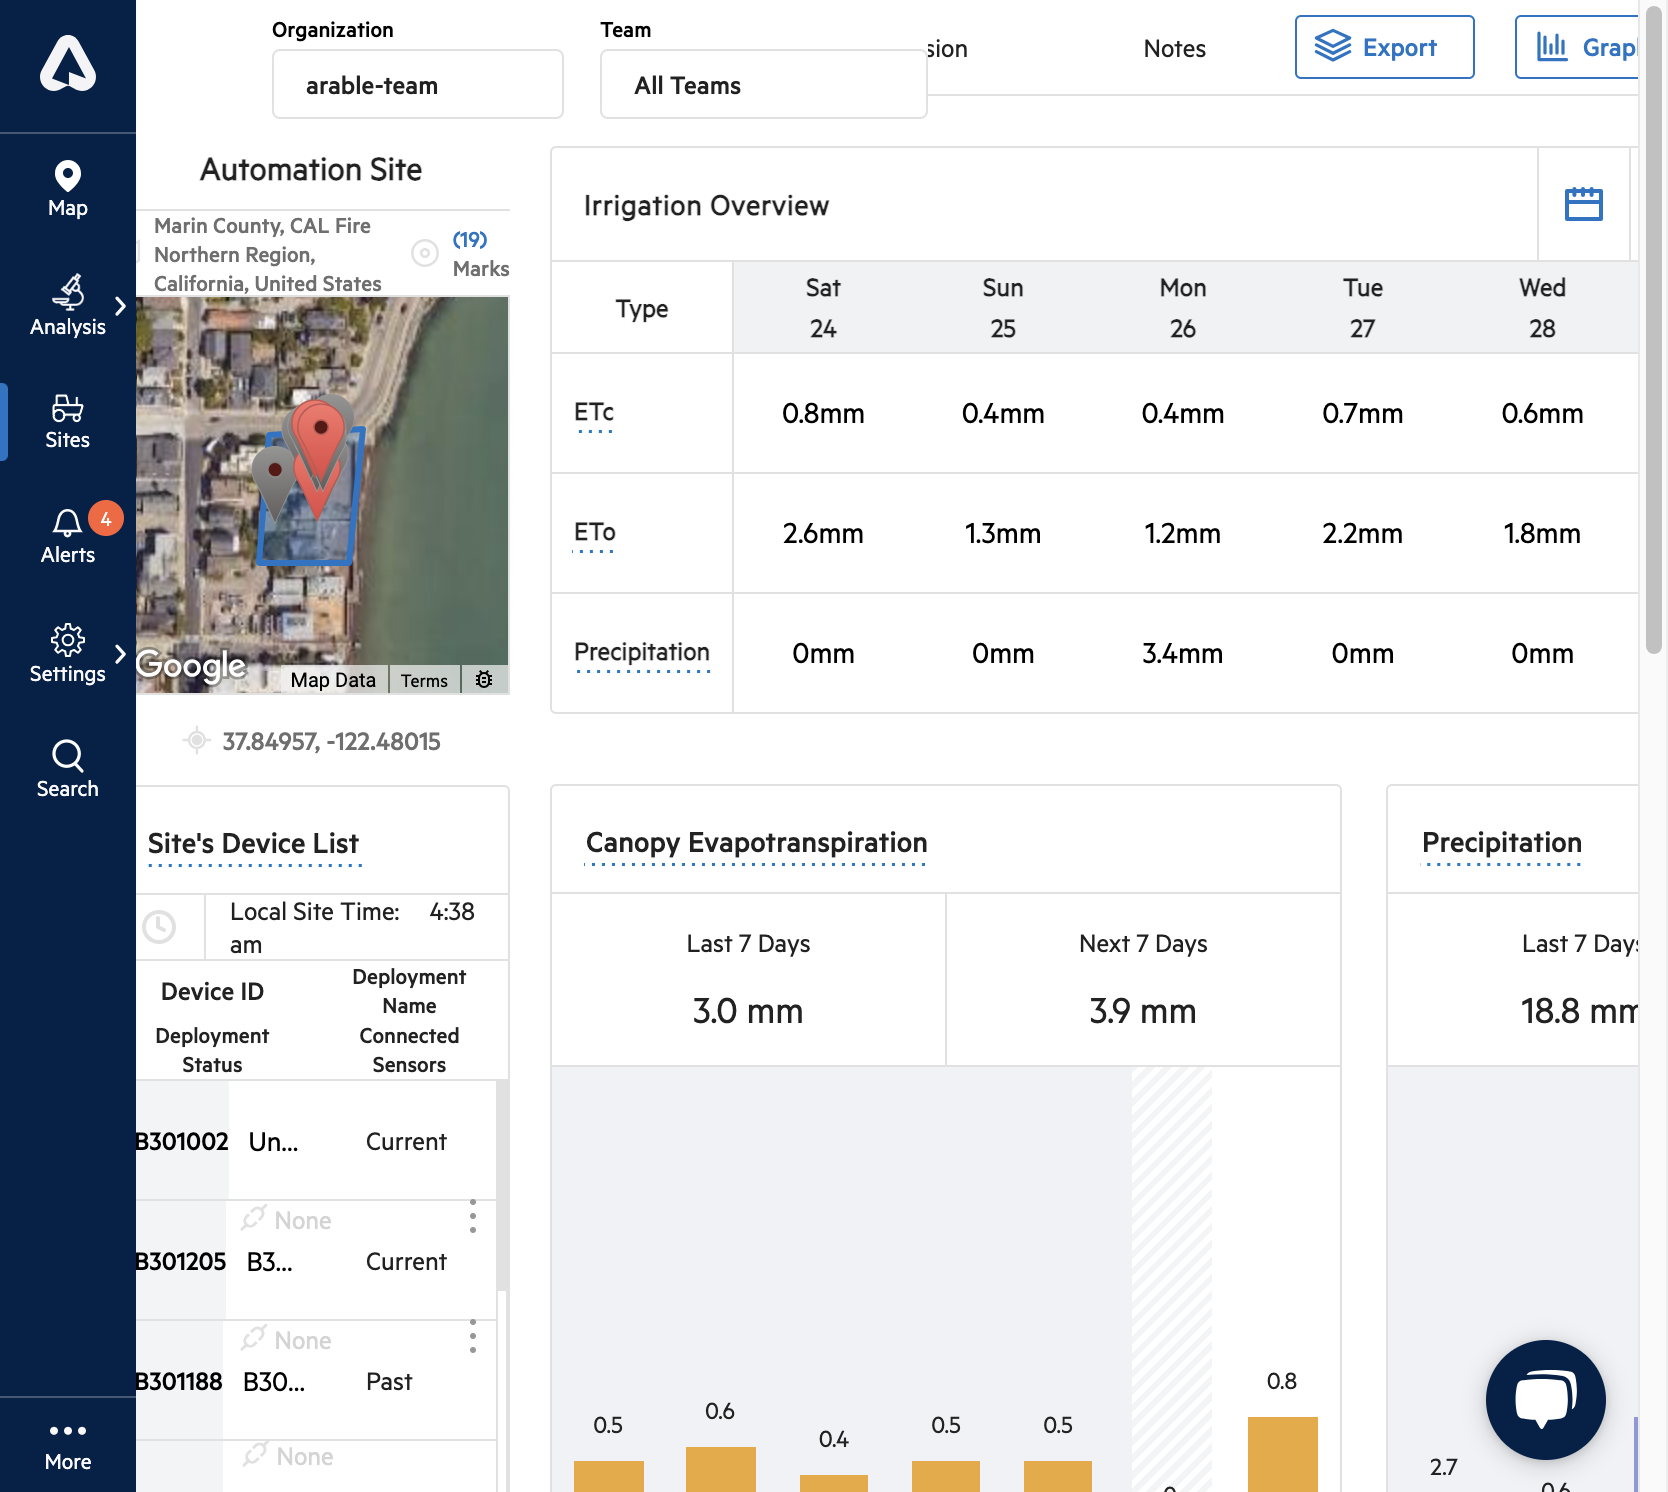 Organization
Team
arable-team
All Teams
sion
Notes
Export
Grap
Map
Analysis
Sites
4
Alerts
Settings
Search
More
Automation Site
Marin County, CAL Fire
Northern Region,
California, United States
(19)
Marks
Google
Map Data
Terms
37.84957, -122.48015
Irrigation Overview
Type
Sat
24
Sun
25
Mon
26
Tue
27
Wed
28
ETc
0.8mm
0.4mm
0.4mm
0.7mm
0.6mm
ETo
2.6mm
1.3mm
1.2mm
2.2mm
1.8mm
Precipitation
0mm
0mm
3.4mm
0mm
0mm
Site's Device List
Local Site Time: 4:38
am
Device ID
Deployment
Name
Deployment
Status
Connected
Sensors
B301002
Un...
Current
None
B301205
B3...
Current
None
B301188
B30...
Past
None
Canopy Evapotranspiration
Last 7 Days
3.0 mm
Next 7 Days
3.9 mm
0.5
0.6
0.4
0.5
0.5
0.8
Precipitation
Last 7 Days
18.8 mm
2.7
0.6